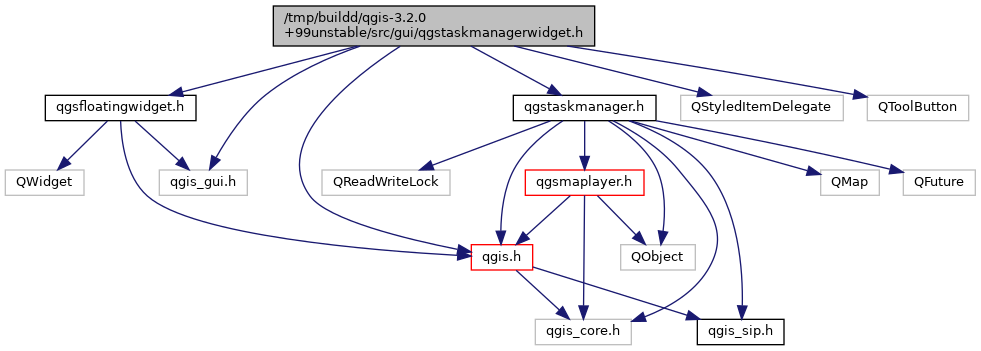 /tmp/buildd/qgis-3.2.0
+99unstable/src/gui/qgstaskmanagerwidget.h
qgsfloatingwidget.h
qgstaskmanager.h
QStyledItemDelegate
QToolButton
QWidget
qgis_gui.h
QReadWriteLock
qgsmaplayer.h
QMap
QFuture
qgis.h
QObject
qgis_core.h
qgis_sip.h